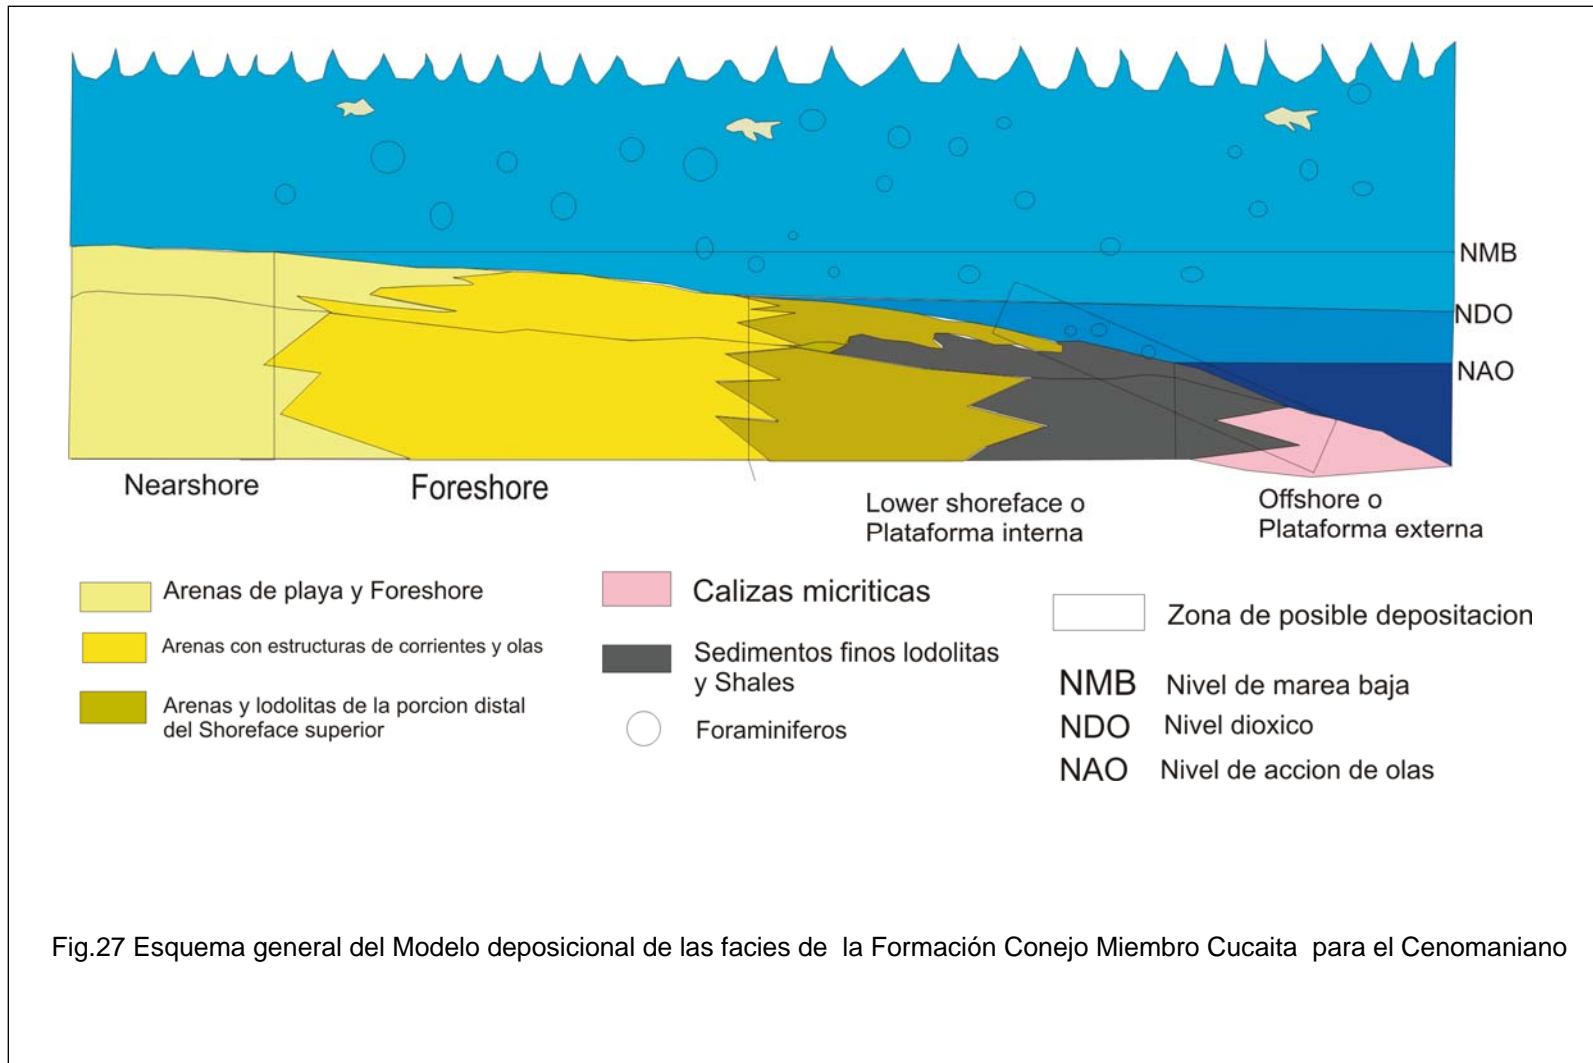 NMB
NDO
NAO
Nearshore
Foreshore
Lower shoreface o
Plataforma interna
Offshore o
Plataforma externa
Arenas de playa y Foreshore
Arenas con estructuras de corrientes y olas
Arenas y lodolitas de la porcion distal
del Shoreface superior
Calizas micriticas
Sedimentos finos lodolitas
y Shales
Foraminiferos
Zona de posible depositacion
NMB Nivel de marea baja
NDO Nivel dioxico
NAO Nivel de accion de olas
Fig.27 Esquema general del Modelo deposicional de las facies de la Formación Conejo Miembro Cucaita para el Cenomaniano